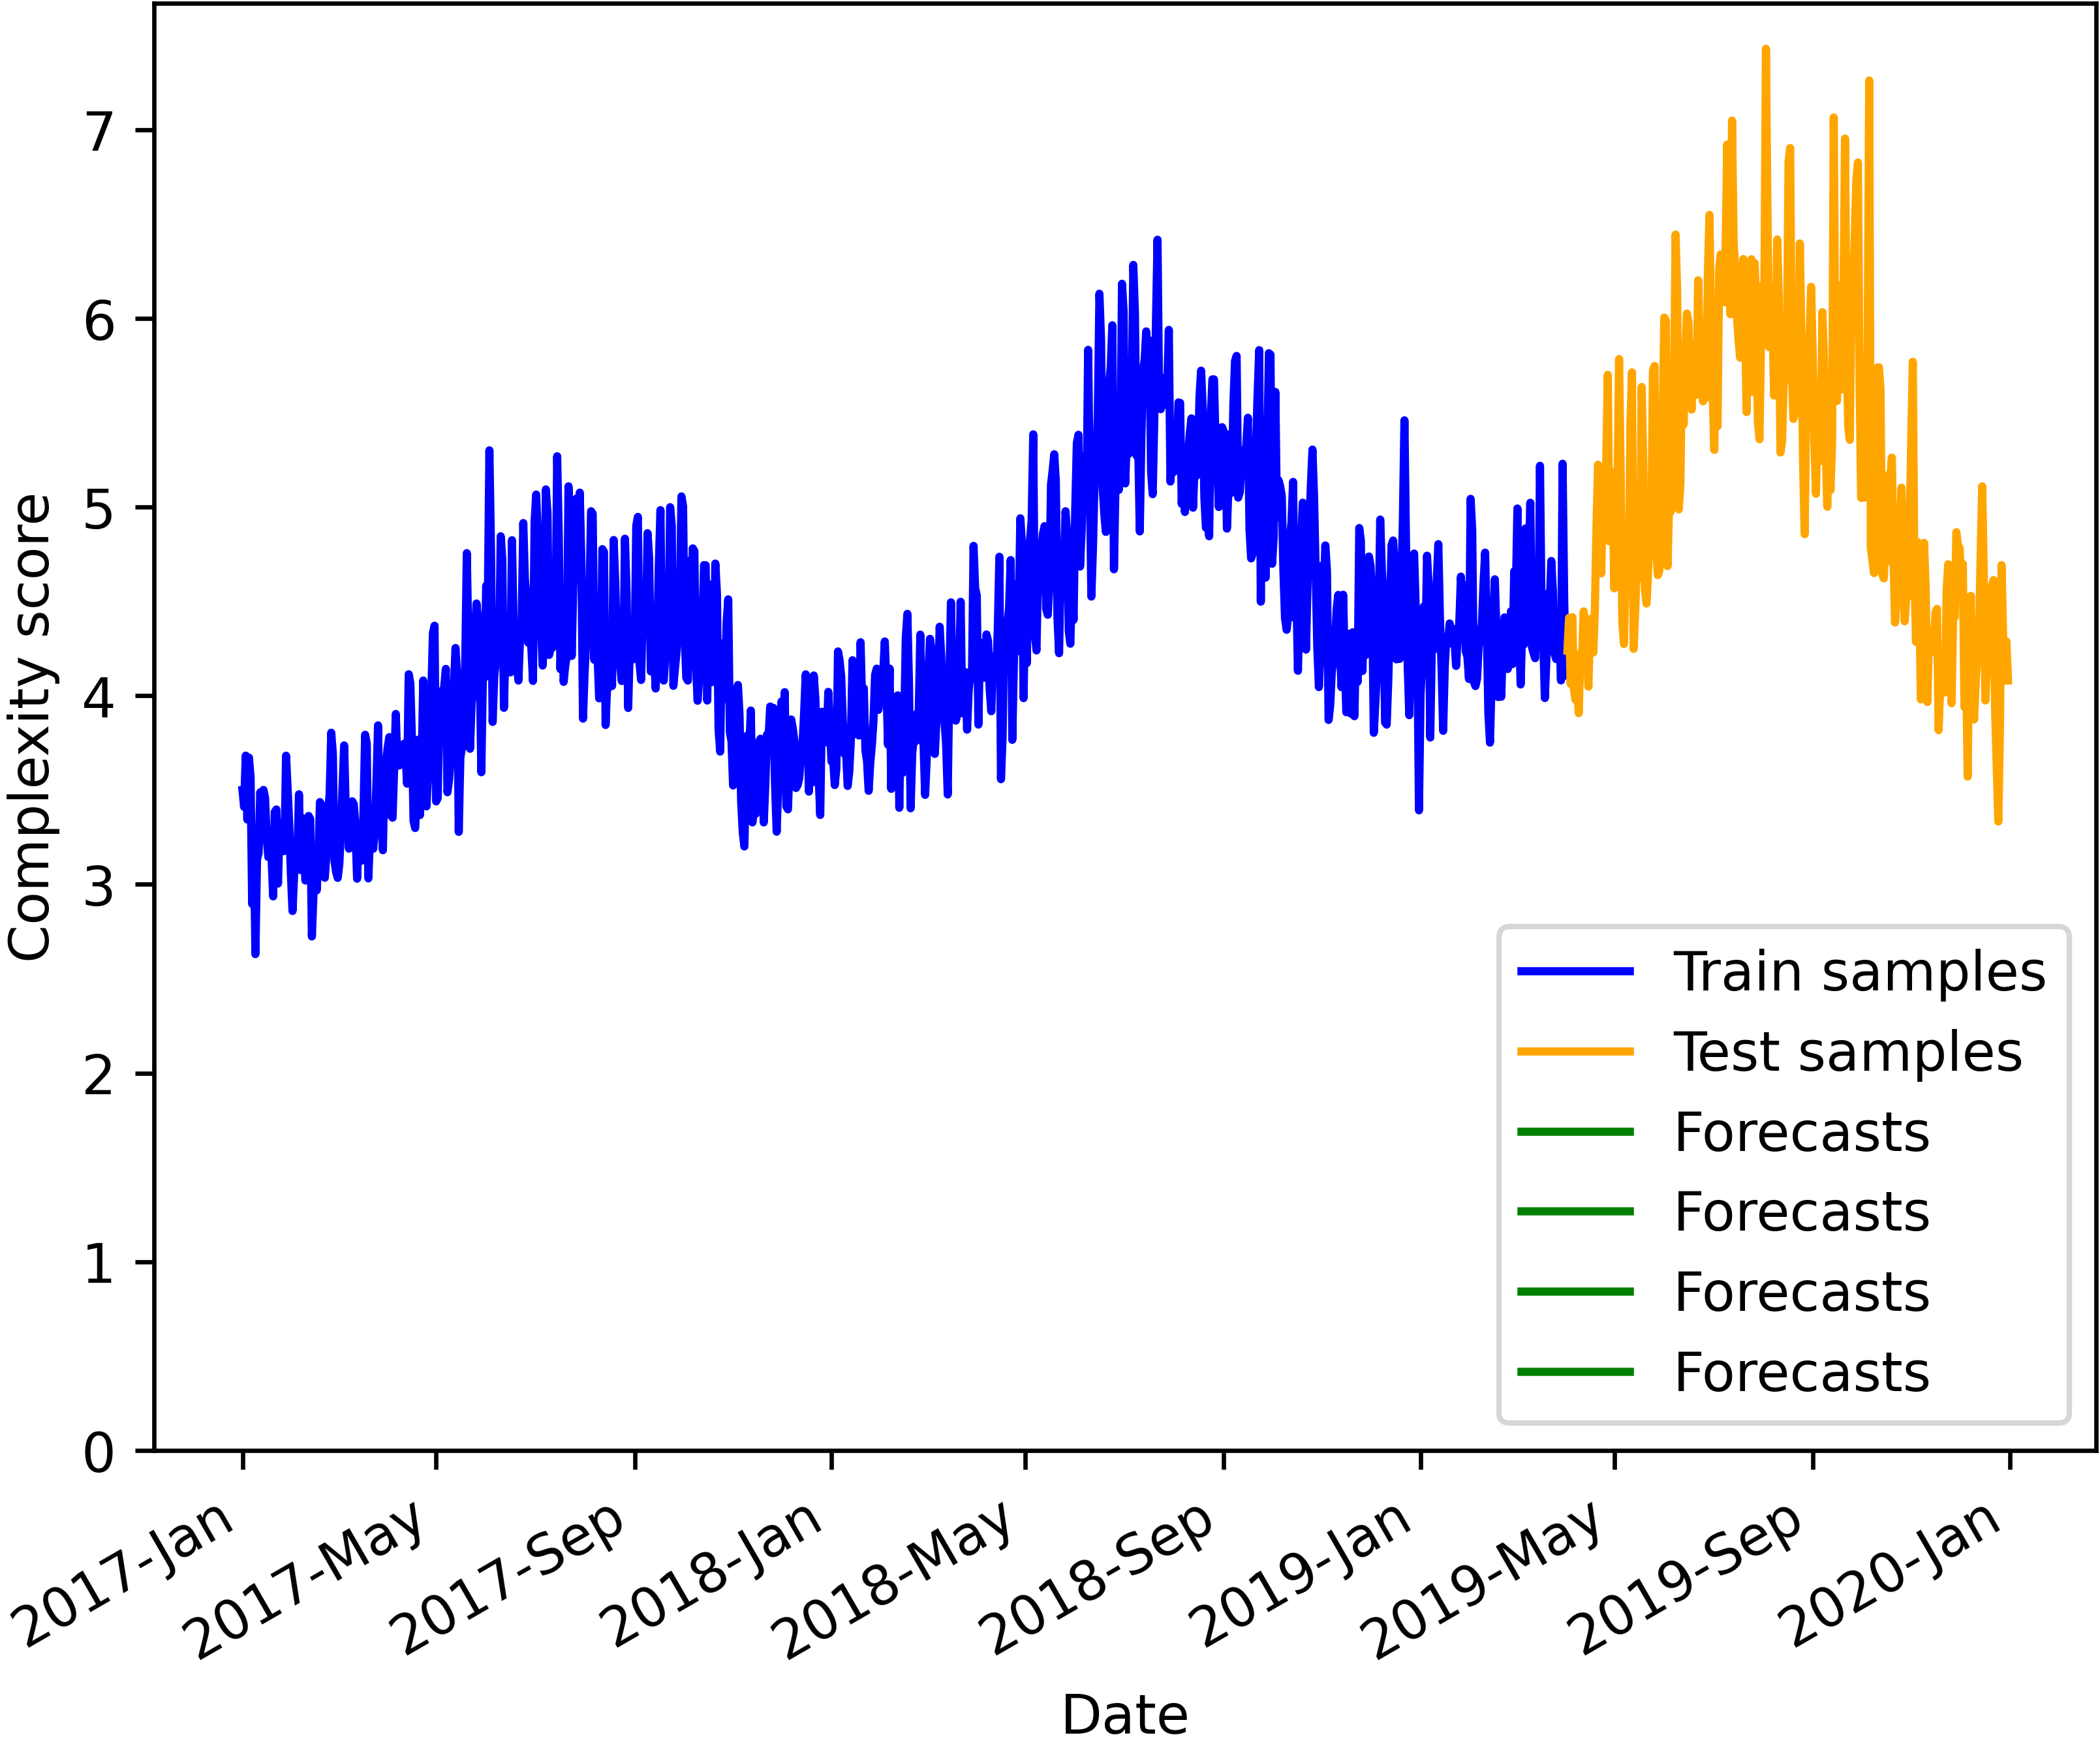 Complexity score
7
6
5
4
3
2
1
0
Train samples
Test samples
Forecasts
Forecasts
Forecasts
Forecasts
2017-Jan
2017-May
2017-Sep
2018-Jan
2018-May
2018-Sep
2019-Jan
2019-May
2019-Sep
2020-Jan
Date